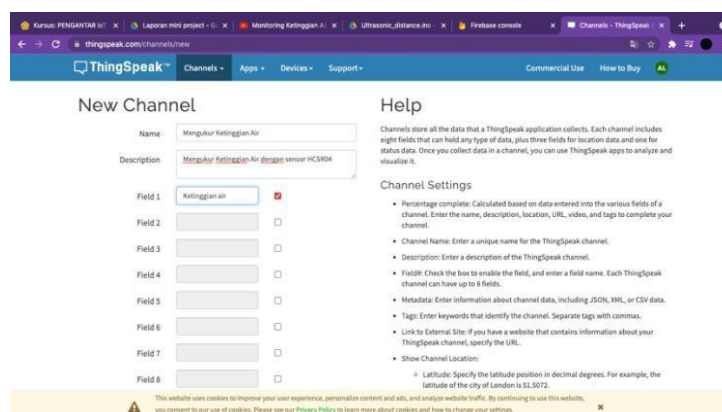 Kursus: PENGANTAR IoT
Laporan mini project - G
Monitoring Ketinggian A
Ultrasonic_distance.ino
Firebase console
Channels - ThingSpeak
thingspeak.com/channels/new
ThingSpeak™ Channels Apps Devices Support Commercial Use How to Buy AL
New Channel
Name Mengukur Ketinggian Air
Description Mengukur Ketinggian Air dengan sensor HCSR04
Field 1 Ketinggian air
Field 2
Field 3
Field 4
Field 5
Field 6
Field 7
Field 8
Help
Channels store all the data that a ThingSpeak application collects. Each channel includes
eight fields that can hold any type of data, plus three fields for location data and one for
status data. Once you collect data in a channel, you can use ThingSpeak apps to analyze and
visualize it.
Channel Settings
• Percentage complete: Calculated based on data entered into the various fields of a
channel. Enter the name, description, location, URL, video, and tags to complete your
channel.
• Channel Name: Enter a unique name for the ThingSpeak channel.
• Description: Enter a description of the ThingSpeak channel.
• Field#: Check the box to enable the field, and enter a field name. Each ThingSpeak
channel can have up to 8 fields.
• Metadata: Enter information about channel data, including JSON, XML, or CSV data.
• Tags: Enter keywords that identify the channel. Separate tags with commas.
• Link to External Site: If you have a website that contains information about your
ThingSpeak channel, specify the URL.
• Show Channel Location:
Latitude: Specify the latitude position in decimal degrees. For example, the
latitude of the city of London is 51.5072.
This website uses cookies to improve your user experience, personalize content and ads, and analyze website traffic. By continuing to use this website,
you consent to our use of cookies. Please see our Privacy Policy to learn more about cookies and how to change your settings.